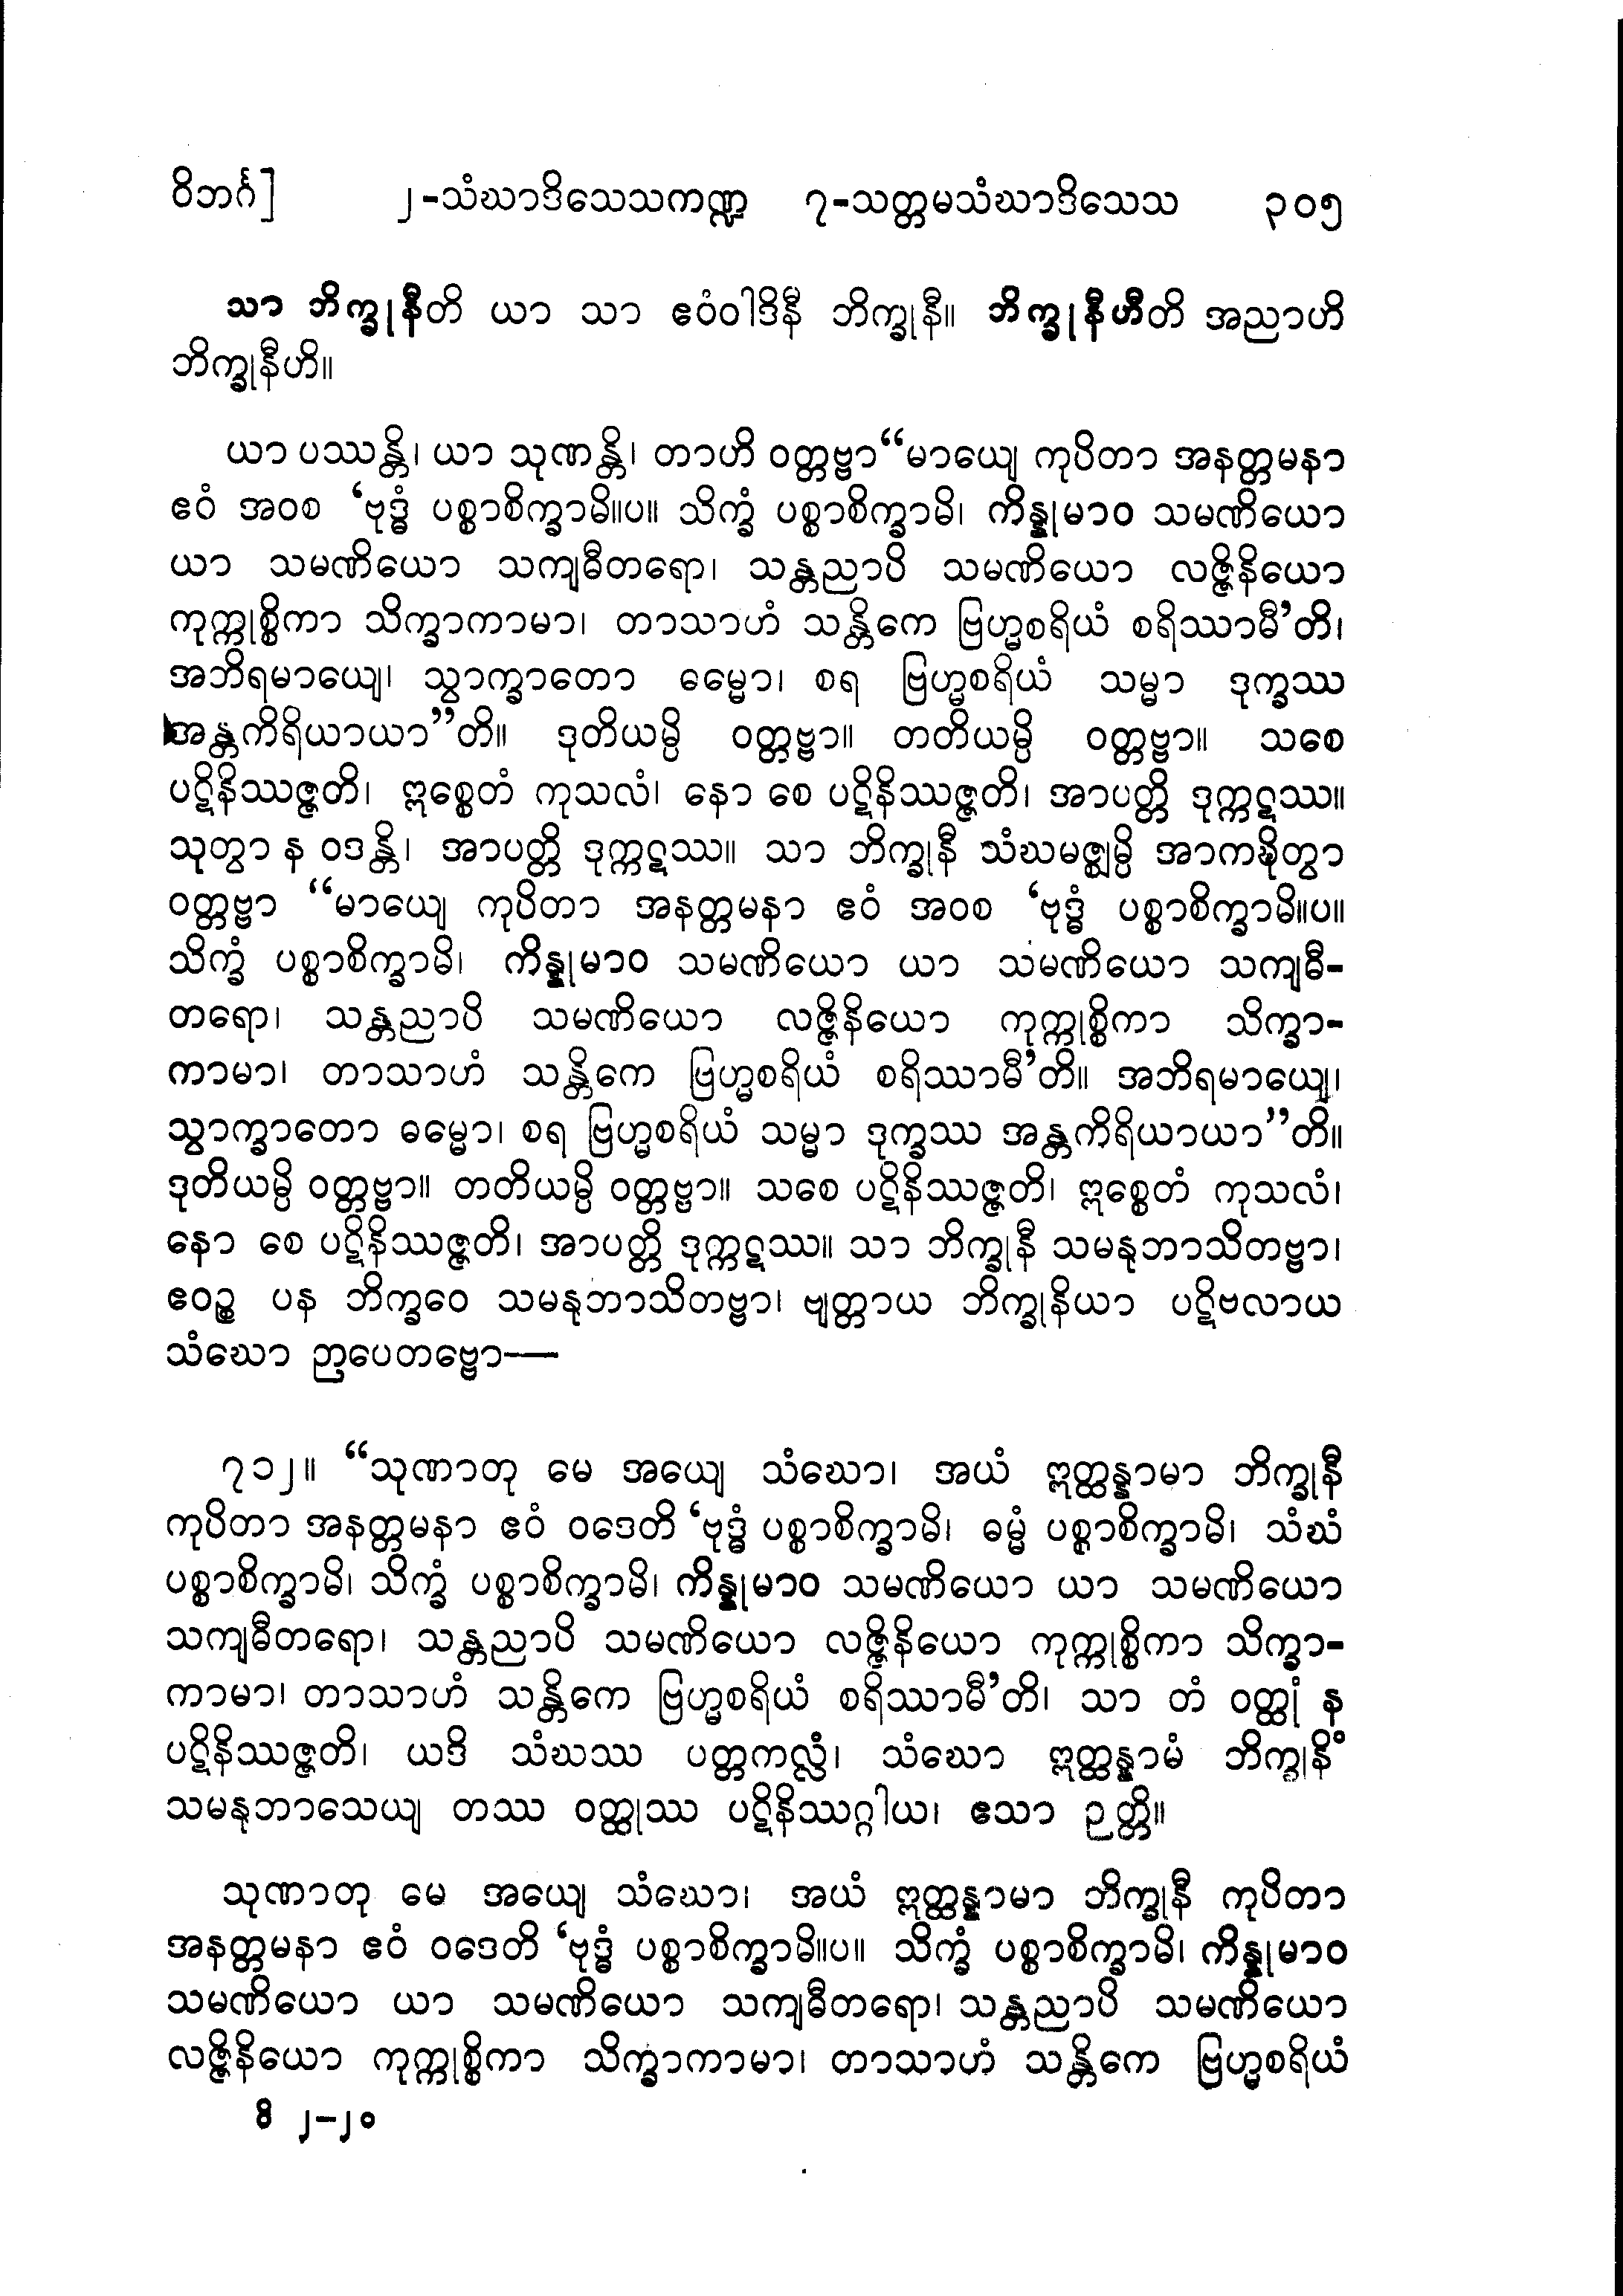 ဝိဘင်္ဂ] ၂-သံဃာဒိသေသကဏ္ဍ ၇-သတ္တမသံဃာဒိသေသ ၃၀၅
သာ ဘိက္ခုနီတိ ယာ သာ ဧဝံဝါဒိနီ ဘိက္ခုနီ။ ဘိက္ခုနီဟီတိ အညာဟိ
ဘိက္ခုနီဟိ။
ယာ ပဿန္တိ၊ ယာ သုဏန္တိ၊ တာဟိ ဝတ္တဗ္ဗာ“မာယျေ ကုပိတာ အနတ္တမနာ
ဧဝံ အဝစ ‘ဗုဒ္ဓံ ပစ္စာစိက္ခာမိ။ပ။ သိက္ခံ ပစ္စာစိက္ခာမိ၊ ကိန္နုမာဝ သမဏိယော
ယာ သမဏိယော သကျဓီတရော၊ သန္တညာပိ သမဏိယော လဇ္ဇိနိယော
ကုက္ကုစ္စိကာ သိက္ခာကာမာ၊ တာသာဟံ သန္တိကေ ဗြဟ္မစရိယံ စရိဿာမီ’တိ၊
အဘိရမာယျေ၊ သွာက္ခာတော ဓမ္မော၊ စရ ဗြဟ္မစရိယံ သမ္မာ ဒုက္ခဿ
အန္တကိရိယာယာ”တိ။ ဒုတိယမ္ပိ ဝတ္တဗ္ဗာ။ တတိယမ္ပိ ဝတ္တဗ္ဗာ။ သစေ
ပဋိနိဿဇ္ဇတိ၊ ဣစ္စေတံ ကုသလံ၊ နော စေ ပဋိနိဿဇ္ဇတိ၊ အာပတ္တိ ဒုက္ကဋဿ။
သုတွာ န ဝဒန္တိ၊ အာပတ္တိ ဒုက္ကဋဿ။ သာ ဘိက္ခုနီ သံဃမဇ္ဈမ္ပိ အာကဍ္ဎိတွာ
ဝတ္တဗ္ဗာ “မာယျေ ကုပိတာ အနတ္တမနာ ဧဝံ အဝစ ‘ဗုဒ္ဓံ ပစ္စာစိက္ခာမိ။ပ။
သိက္ခံ ပစ္စာစိက္ခာမိ၊ ကိန္နုမာဝ သမဏိယော ယာ သမဏိယော သကျဓီ-
တရော၊ သန္တညာပိ သမဏိယော လဇ္ဇိနိယော ကုက္ကုစ္စိကာ သိက္ခာ-
ကာမာ၊ တာသာဟံ သန္တိကေ ဗြဟ္မစရိယံ စရိဿာမီ’တိ။ အဘိရမာယျေ၊
သွာက္ခာတော ဓမ္မော၊ စရ ဗြဟ္မစရိယံ သမ္မာ ဒုက္ခဿ အန္တကိရိယာယာ”တိ။
ဒုတိယမ္ပိ ဝတ္တဗ္ဗာ။ တတိယမ္ပိ ဝတ္တဗ္ဗာ။ သစေ ပဋိနိဿဇ္ဇတိ၊ ဣစ္စေတံ ကုသလံ၊
နော စေ ပဋိနိဿဇ္ဇတိ၊ အာပတ္တိ ဒုက္ကဋဿ။ သာ ဘိက္ခုနီ သမနုဘာသိတဗ္ဗာ၊
ဧဝဉ္စ ပန ဘိက္ခဝေ သမနုဘာသိတဗ္ဗာ၊ ဗျတ္တာယ ဘိက္ခုနိယာ ပဋိဗလာယ
သံဃော ဉာပေတဗ္ဗော—
၇၁၂။ “သုဏာတု မေ အယျေ သံဃော၊ အယံ ဣတ္ထန္နာမာ ဘိက္ခုနီ
ကုပိတာ အနတ္တမနာ ဧဝံ ဝဒေတိ ‘ဗုဒ္ဓံ ပစ္စာစိက္ခာမိ၊ ဓမ္မံ ပစ္စာစိက္ခာမိ၊ သံဃံ
ပစ္စာစိက္ခာမိ၊ သိက္ခံ ပစ္စာစိက္ခာမိ၊ ကိန္နုမာဝ သမဏိယော ယာ သမဏိယော
သကျဓီတရော၊ သန္တညာပိ သမဏိယော လဇ္ဇိနိယော ကုက္ကုစ္စိကာ သိက္ခာ-
ကာမာ၊ တာသာဟံ သန္တိကေ ဗြဟ္မစရိယံ စရိဿာမီ’တိ၊ သာ တံ ဝတ္ထုံ န
ပဋိနိဿဇ္ဇတိ၊ ယဒိ သံဃဿ ပတ္တကလ္လံ၊ သံဃော ဣတ္ထန္နာမံ ဘိက္ခုနိံ
သမနုဘာသေယျ တဿ ဝတ္ထုဿ ပဋိနိဿဂ္ဂါယ၊ ဧသာ ဉတ္တိ။
သုဏာတု မေ အယျေ သံဃော၊ အယံ ဣတ္ထန္နာမာ ဘိက္ခုနီ ကုပိတာ
အနတ္တမနာ ဧဝံ ဝဒေတိ ‘ဗုဒ္ဓံ ပစ္စာစိက္ခာမိ။ပ။ သိက္ခံ ပစ္စာစိက္ခာမိ၊ ကိန္နုမာဝ
သမဏိယော ယာ သမဏိယော သကျဓီတရော၊ သန္တညာပိ သမဏိယော
လဇ္ဇိနိယော ကုက္ကုစ္စိကာ သိက္ခာကာမာ၊ တာသာဟံ သန္တိကေ ဗြဟ္မစရိယံ
ဝိ ၂-၂၀